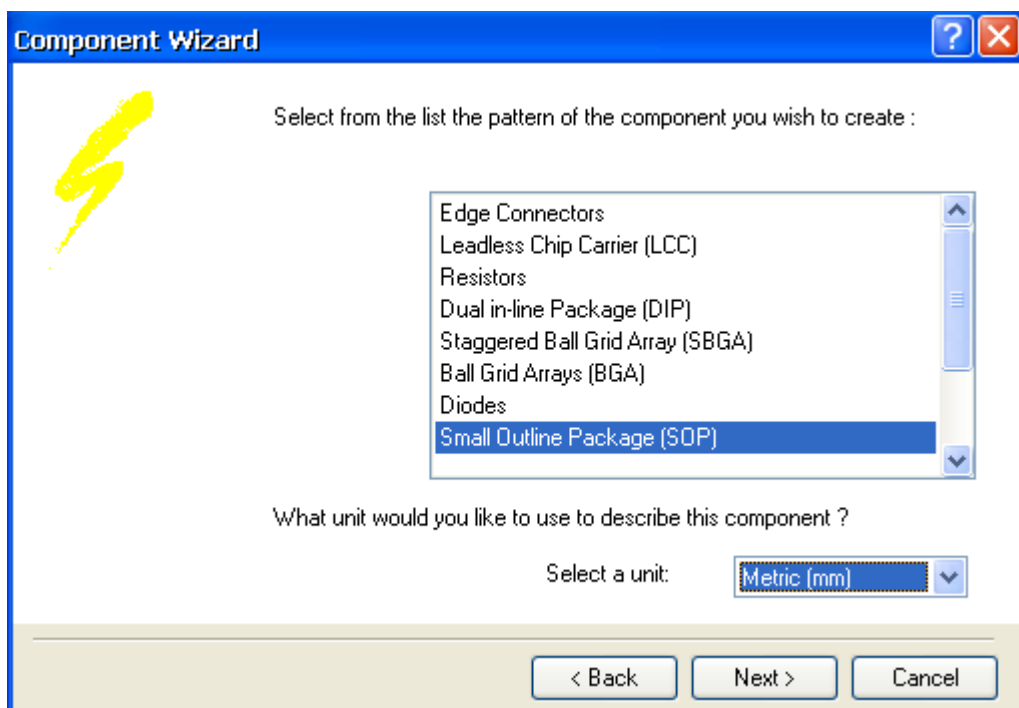 Component Wizard
?
Select from the list the pattern of the component you wish to create :
Edge Connectors
Leadless Chip Carrier (LCC)
Resistors
Dual in-line Package (DIP)
Staggered Ball Grid Array (SBGA)
Ball Grid Arrays (BGA)
Diodes
Small Outline Package (SOP)
What unit would you like to use to describe this component ?
Select a unit: Metric (mm)
< Back Next > Cancel